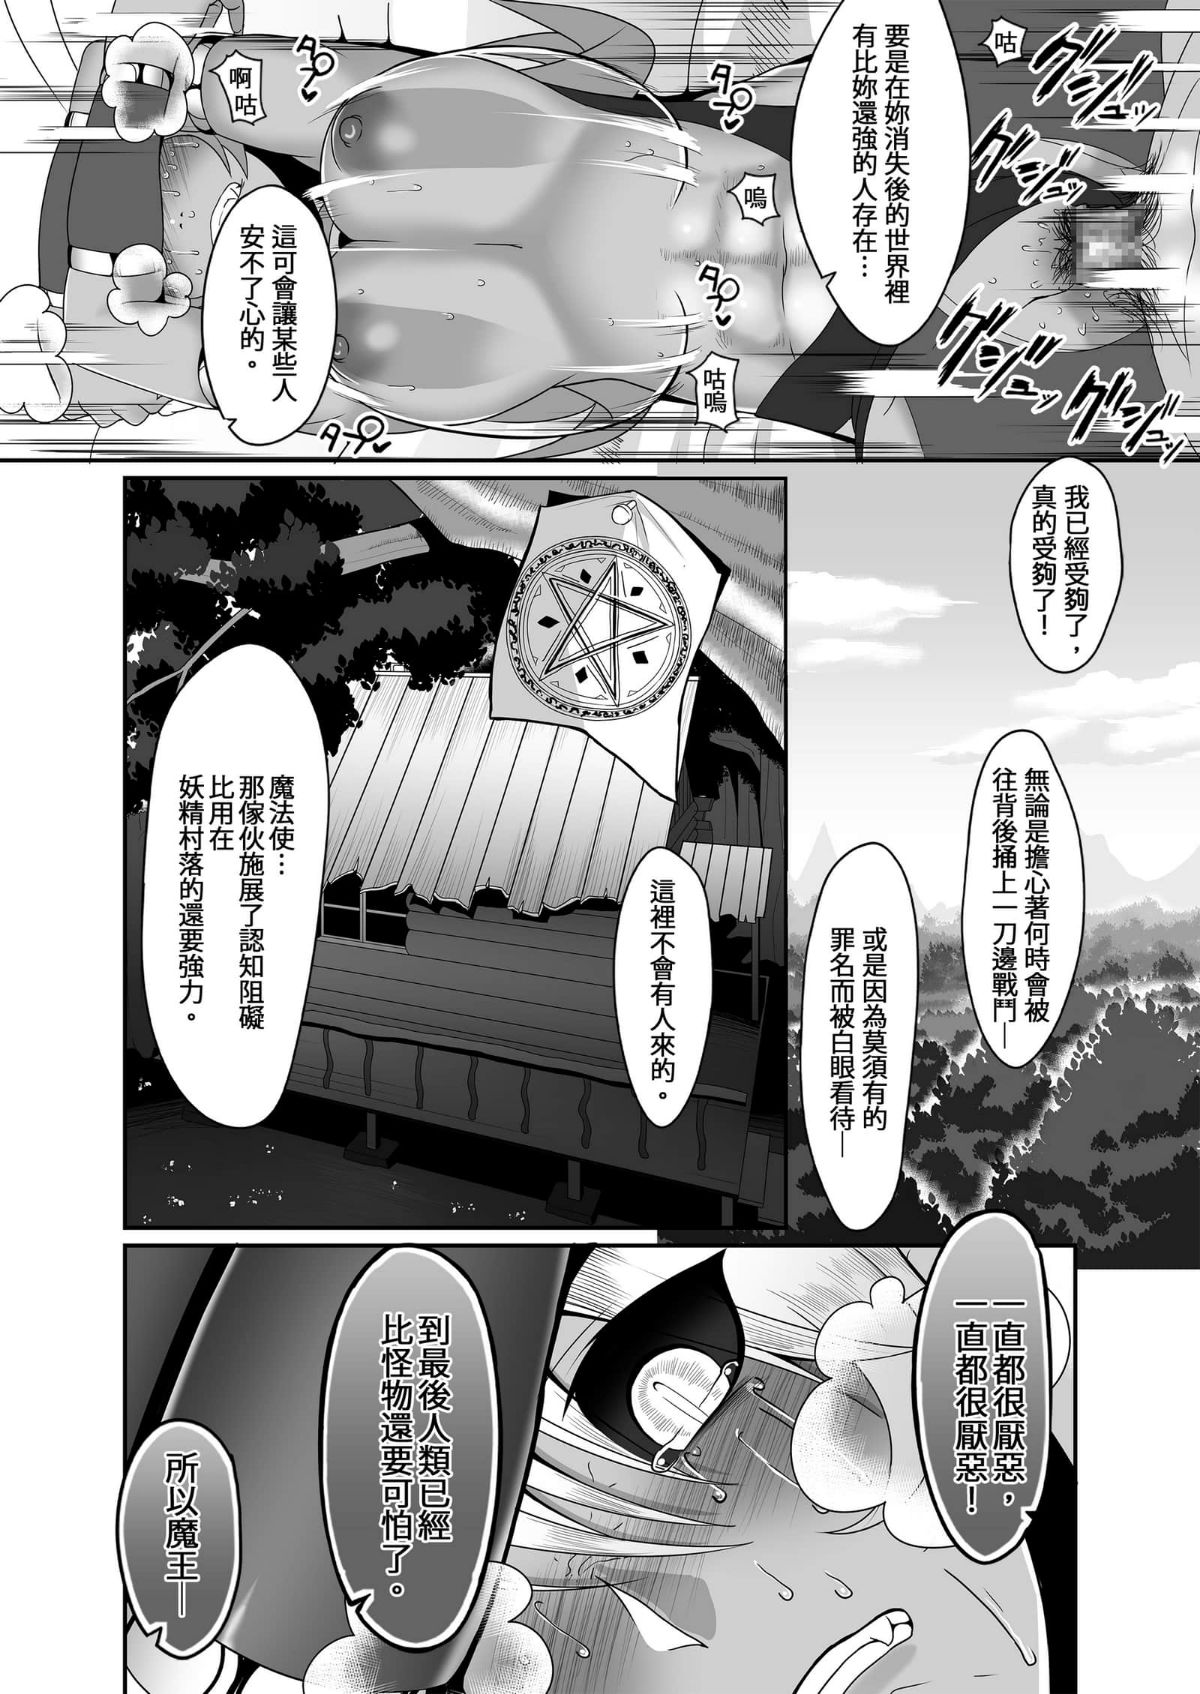 咕
グジュッ
グジュッ
グジュッ
グジュッ
要是在妳消失後的世界裡
有比妳還強的人存在…
嗚
咕嗚
啊咕
這可會讓某些人
安不了心的。
我已經受夠了，
真的受夠了！
無論是擔心著何時會被
往背後捅上一刀邊戰鬥—
或是因為莫須有的
罪名而被白眼看待—
這裡不會有人來的。
魔法使…
那傢伙施展了認知阻礙
比用在
妖精村落的還要強力。
一直都很厭惡，
一直都很厭惡！
到最後人類已經
比怪物還要可怕了。
所以魔王—